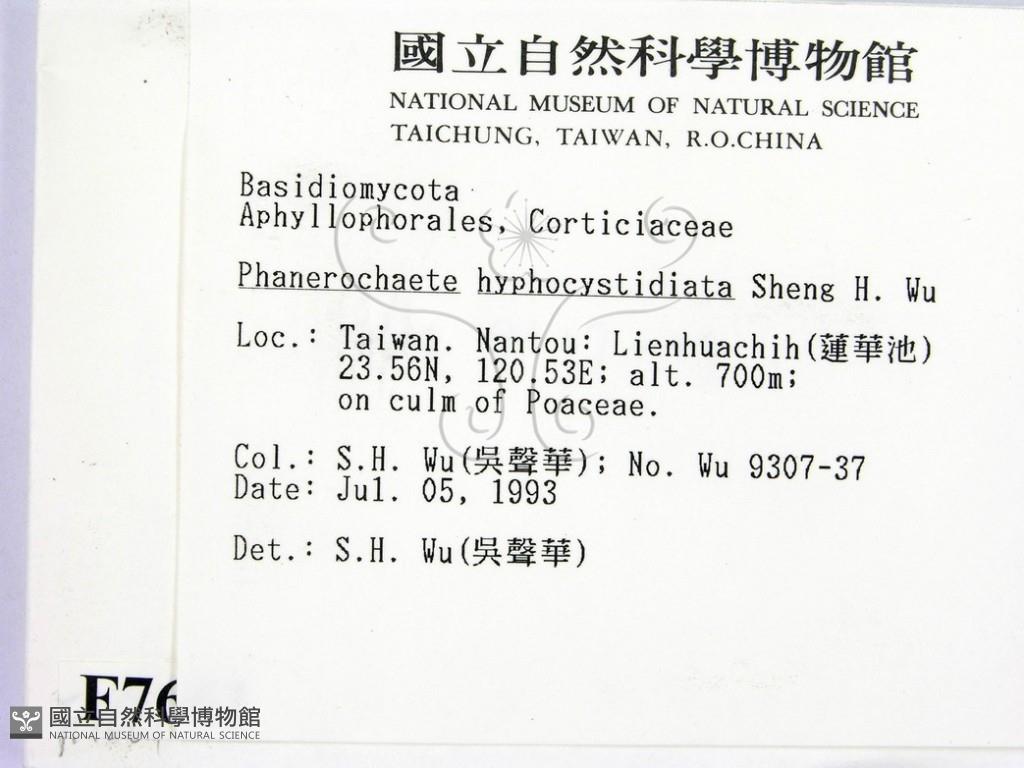 國立自然科學博物館
NATIONAL MUSEUM OF NATURAL SCIENCE
TAICHUNG, TAIWAN, R.O.CHINA
Basidiomycota
Aphyllophorales, Corticiaceae
Phanerochaete hyphocystidiata Sheng H. Wu
Loc.: Taiwan. Nantou: Lienhuachih(蓮華池)
23.56N, 120.53E; alt. 700m;
on culm of Poaceae.
Col.: S.H. Wu(吳聲華); No. Wu 9307-37
Date: Jul. 05, 1993
Det.: S.H. Wu(吳聲華)
F76
國立自然科學博物館
NATIONAL MUSEUM OF NATURAL SCIENCE